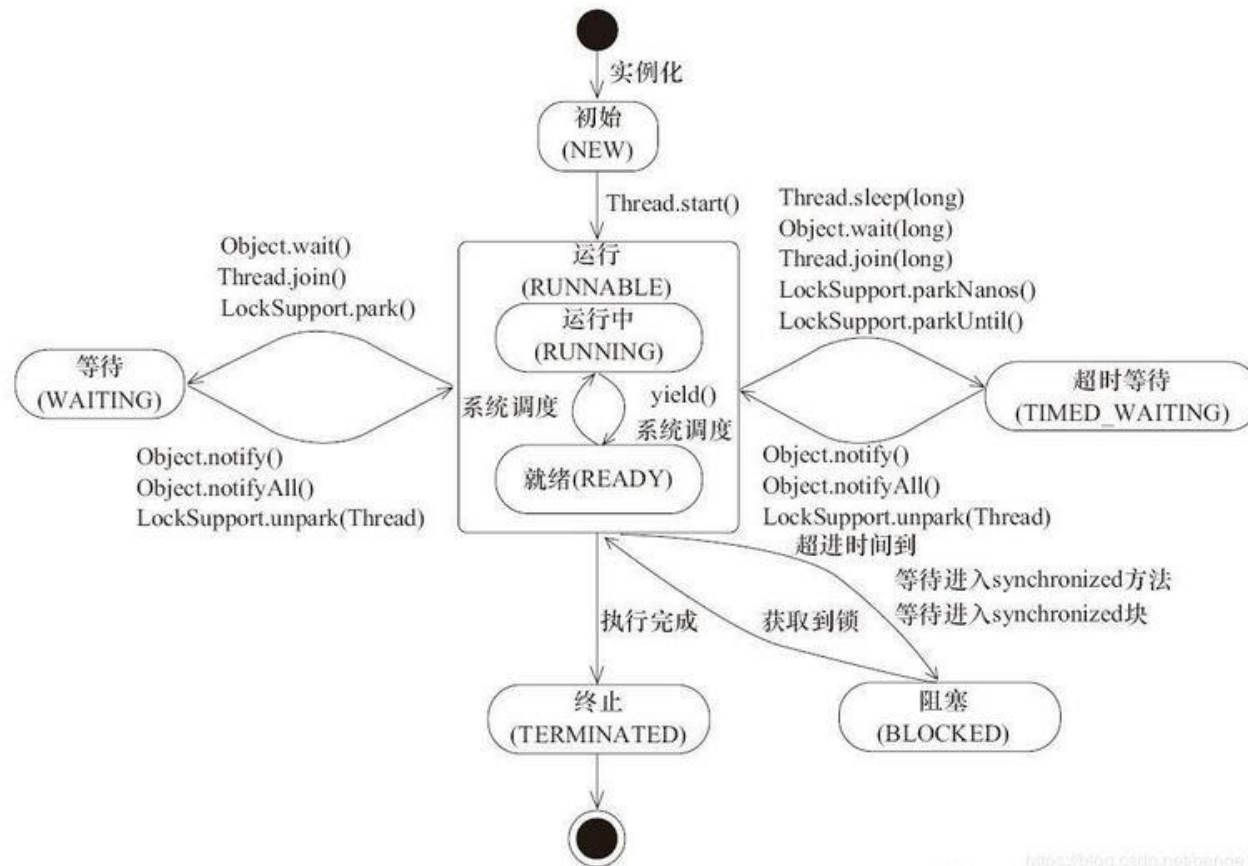 实例化
初始
(NEW)
Thread.start()
Object.wait()
Thread.join()
LockSupport.park()
运行
(RUNNABLE)
运行中
(RUNNING)
系统调度
yield()
系统调度
就绪(READY)
Thread.sleep(long)
Object.wait(long)
Thread.join(long)
LockSupport.parkNanos()
LockSupport.parkUntil()
等待
(WAITING)
超时等待
(TIMED_WAITING)
Object.notify()
Object.notifyAll()
LockSupport.unpark(Thread)
Object.notify()
Object.notifyAll()
LockSupport.unpark(Thread)
超进时间到
等待进入synchronized方法
等待进入synchronized块
执行完成
获取到锁
终止
(TERMINATED)
阻塞
(BLOCKED)